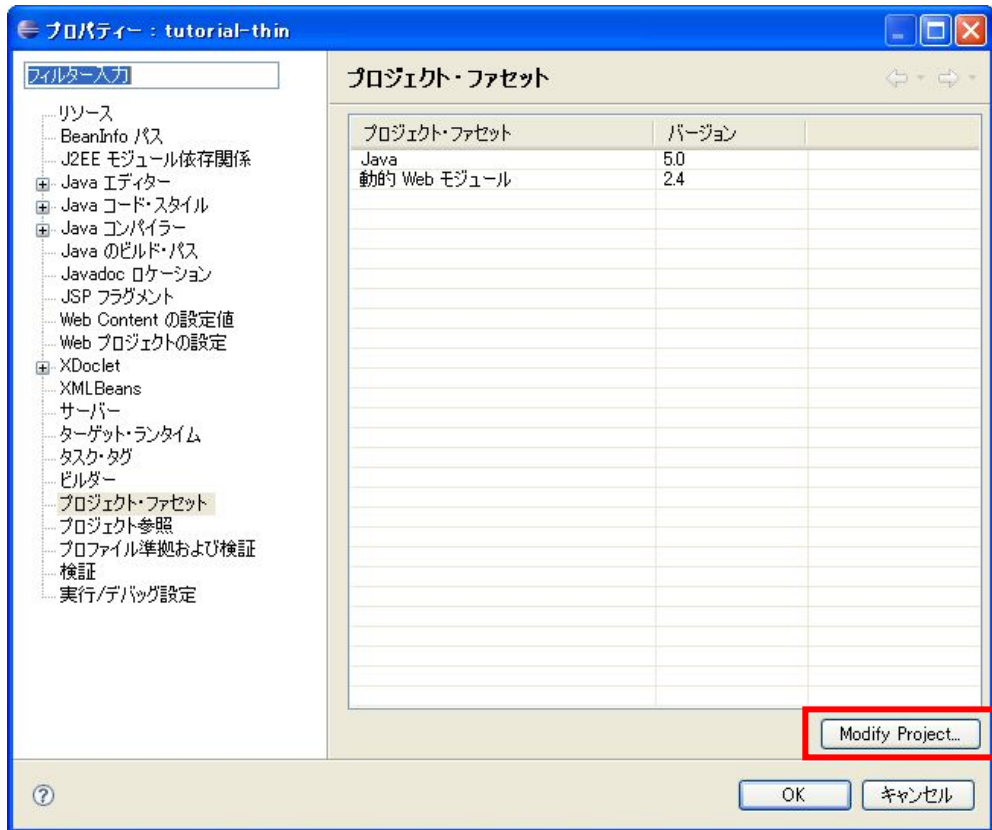 プロパティー : tutorial-thin
フィルター入力
リソース
BeanInfo パス
J2EE モジュール依存関係
Java エディター
Java コード・スタイル
Java コンパイラー
Java のビルド・パス
Javadoc ロケーション
JSP フラグメント
Web Content の設定値
Web プロジェクトの設定
XDoclet
XMLBeans
サーバー
ターゲット・ランタイム
タスク・タグ
ビルダー
プロジェクト・ファセット
プロジェクト参照
プロファイル準拠および検証
検証
実行/デバッグ設定
プロジェクト・ファセット
プロジェクト・ファセット バージョン
Java 5.0
動的 Web モジュール 2.4
Modify Project...
? OK キャンセル